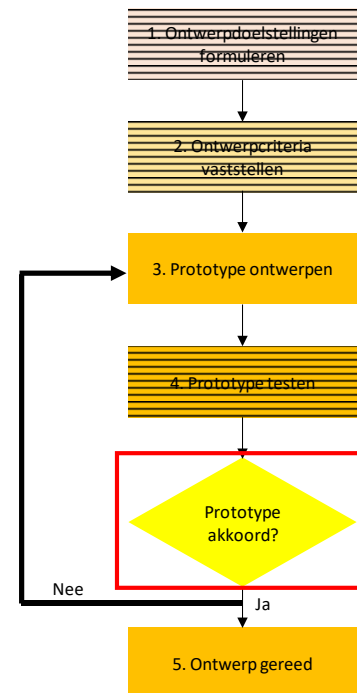 1. Ontwerpdoelstellingen
formuleren
2. Ontwerpcriteria
vaststellen
3. Prototype ontwerpen
4. Prototype testen
Prototype
akkoord?
Nee
Ja
5. Ontwerp gereed